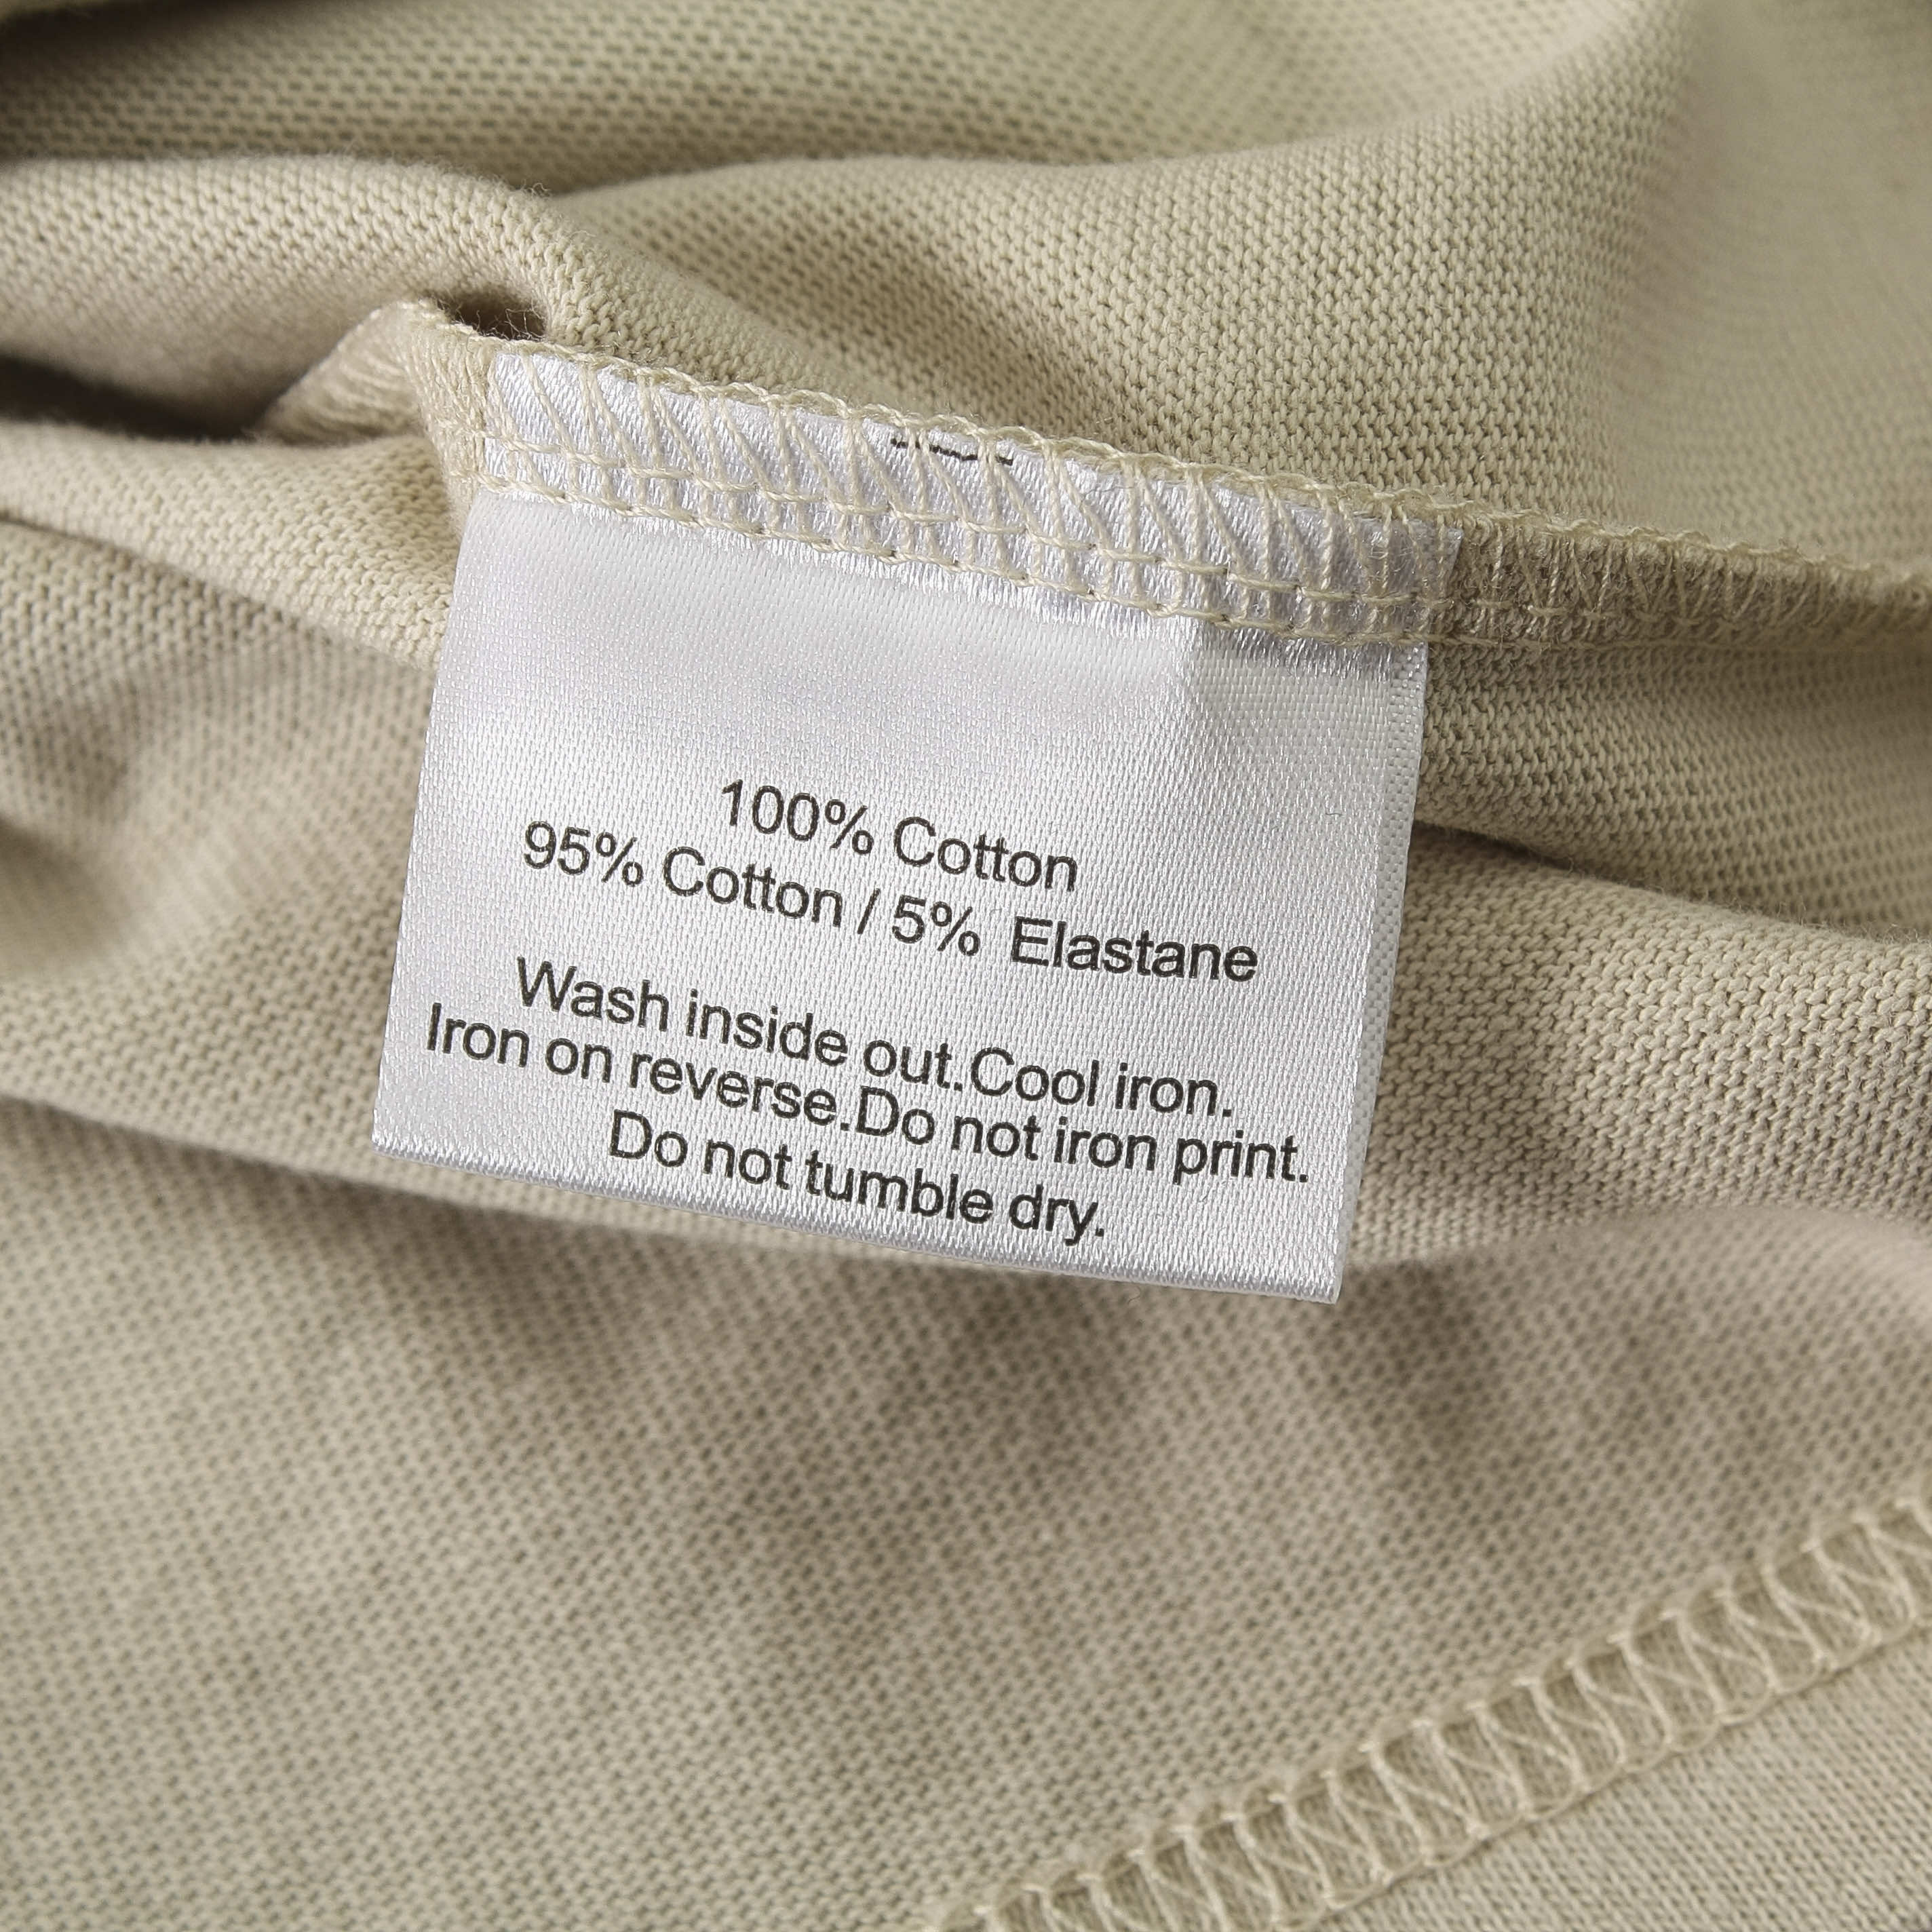 100% Cotton
95% Cotton / 5% Elastane
Wash inside out.Cool iron.
Iron on reverse.Do not iron print.
Do not tumble dry.